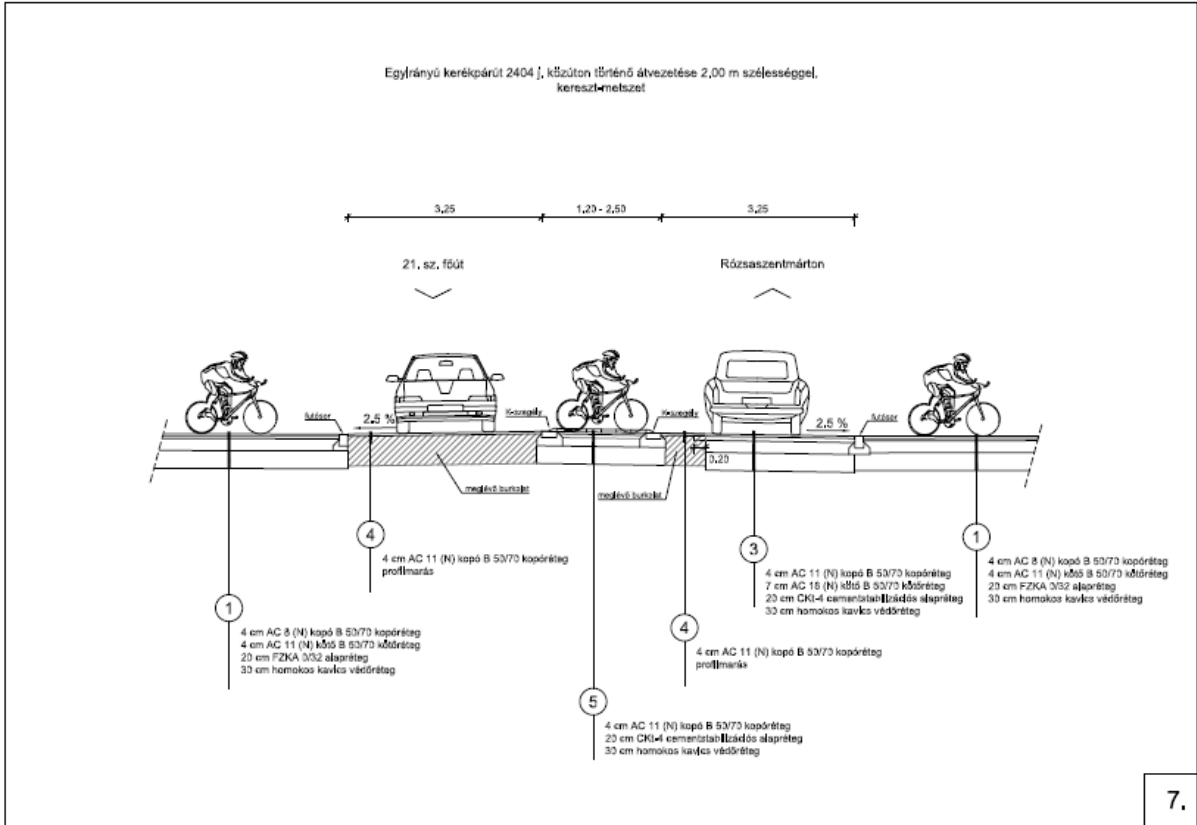 Egyirányú kerékpárút 2404 j. közúton történő átvezetése 2,00 m szélességgel,
kereszt-metszet
3,25
1,20 - 2,50
3,25
21. sz. főút
Rózsaszentmárton
futósor
2.5 %
K-szegély
K-szegély
2.5 %
futósor
0,20
meglévő burkolat
meglévő burkolat
4
4 cm AC 11 (N) kopó B 50/70 kopóréteg
profilmarás
3
4 cm AC 11 (N) kopó B 50/70 kopóréteg
7 cm AC 16 (N) kötő B 50/70 kötőréteg
20 cm CKt-4 cementstabilizációs alapréteg
30 cm homokos kavics védőréteg
1
4 cm AC 8 (N) kopó B 50/70 kopóréteg
4 cm AC 11 (N) kötő B 50/70 kötőréteg
20 cm FZKA 0/32 alapréteg
30 cm homokos kavics védőréteg
1
4 cm AC 8 (N) kopó B 50/70 kopóréteg
4 cm AC 11 (N) kötő B 50/70 kötőréteg
20 cm FZKA 0/32 alapréteg
30 cm homokos kavics védőréteg
4
4 cm AC 11 (N) kopó B 50/70 kopóréteg
profilmarás
5
4 cm AC 11 (N) kopó B 50/70 kopóréteg
20 cm CKt-4 cementstabilizációs alapréteg
30 cm homokos kavics védőréteg
7.